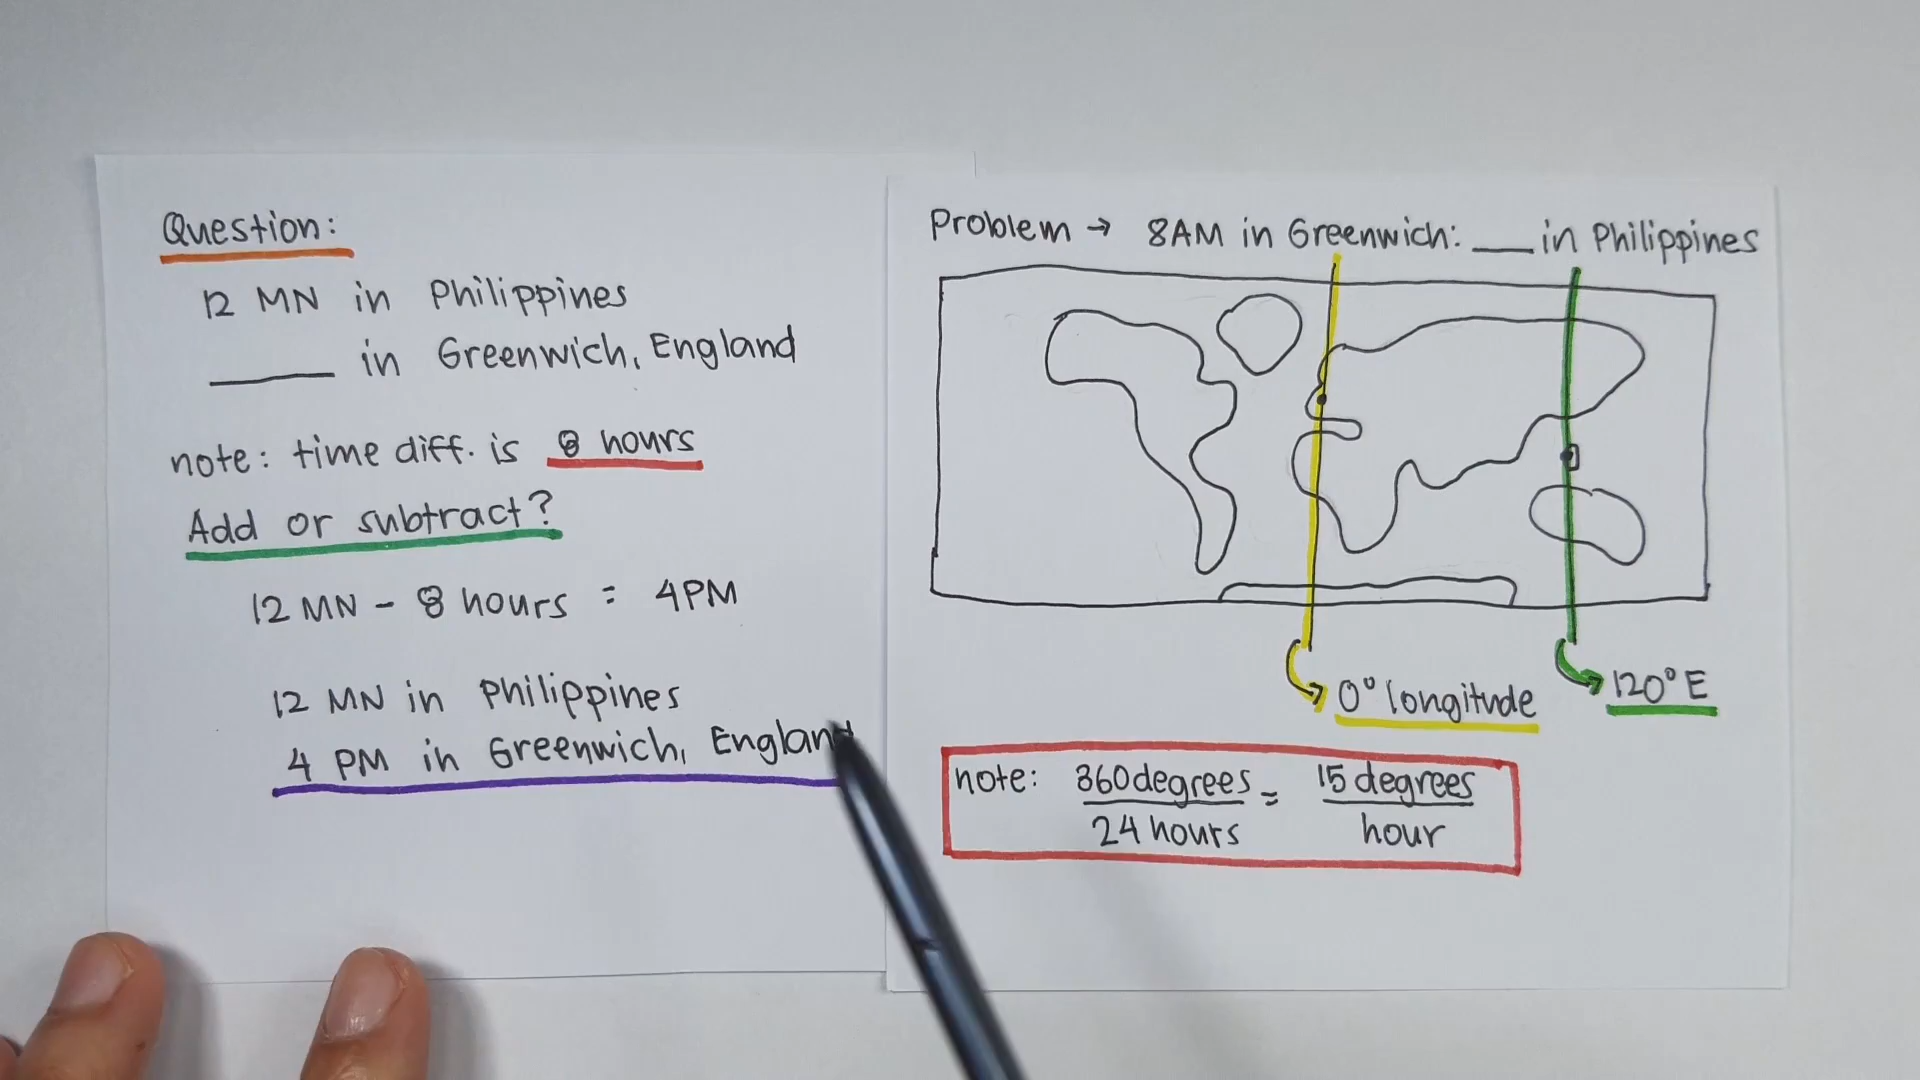 Question:
12 MN in Philippines
_____ in Greenwich, England
note: time diff. is 8 hours
Add or subtract?
12 MN - 8 hours = 4PM
12 MN in Philippines
4 PM in Greenwich, England
Problem → 8AM in Greenwich: ___ in Philippines
0° longitude
120° E
note: 360 degrees = 15 degrees
24 hours hour